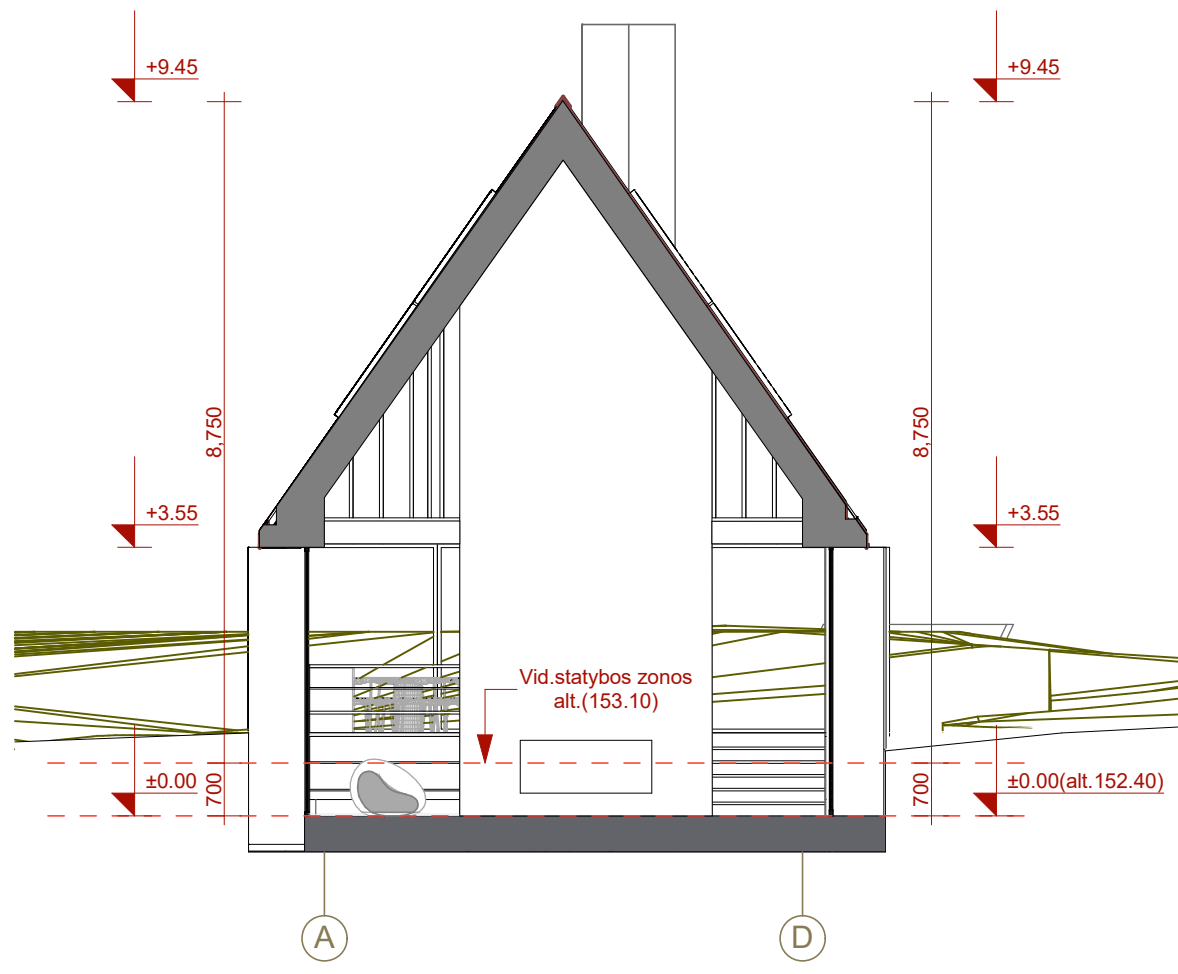 +9.45
+9.45
8,750
8,750
+3.55
+3.55
Vid.statybos zonos
alt.(153.10)
±0.00
700
700
±0.00(alt.152.40)
A
D